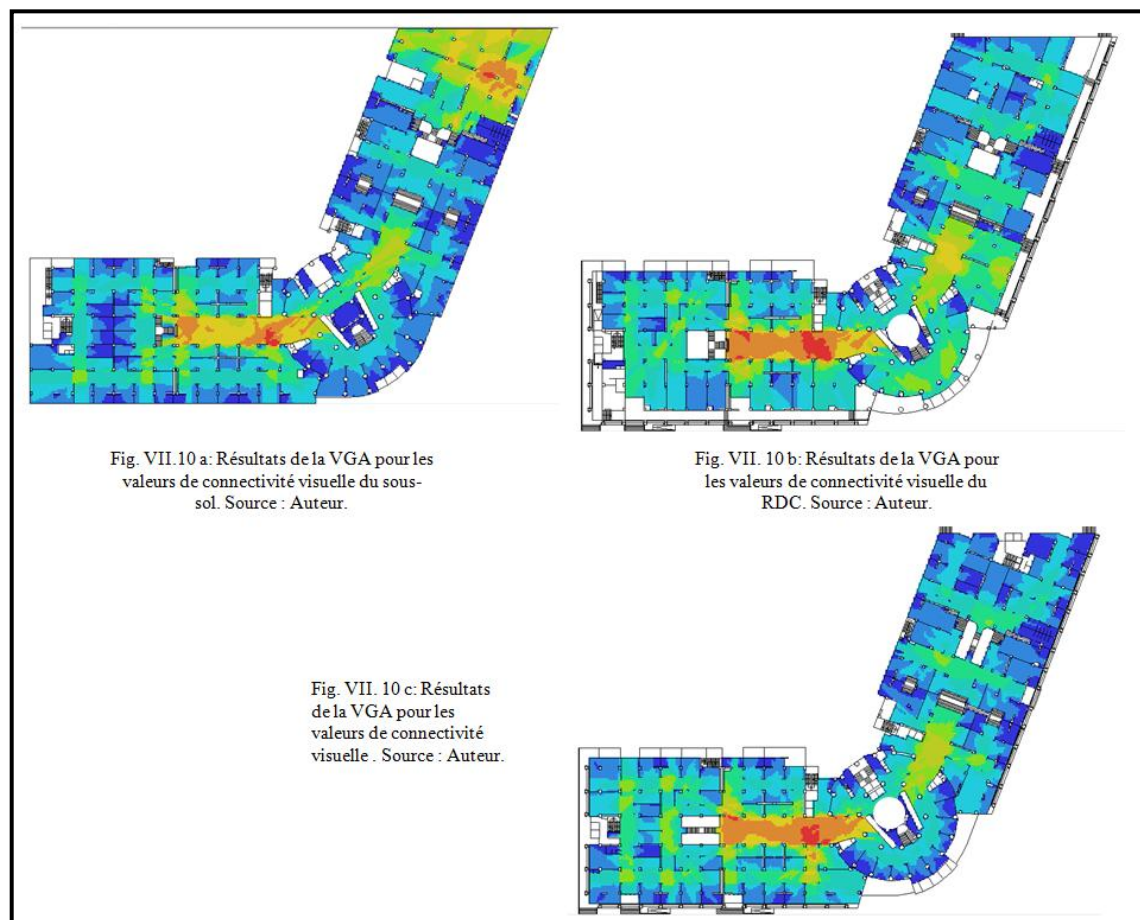 Fig. VII.10 a: Résultats de la VGA pour les
valeurs de connectivité visuelle du sous-
sol. Source : Auteur.
Fig. VII. 10 b: Résultats de la VGA pour
les valeurs de connectivité visuelle du
RDC. Source : Auteur.
Fig. VII. 10 c: Résultats
de la VGA pour les
valeurs de connectivité
visuelle . Source : Auteur.